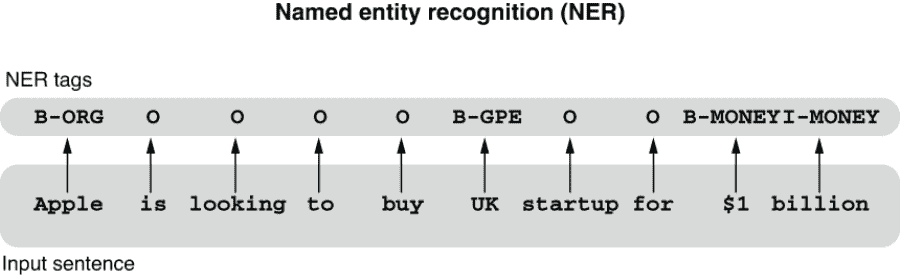 Named entity recognition (NER)
NER tags
B-ORG O O O O B-GPE O O B-MONEYI-MONEY
Apple is looking to buy UK startup for $1 billion
Input sentence